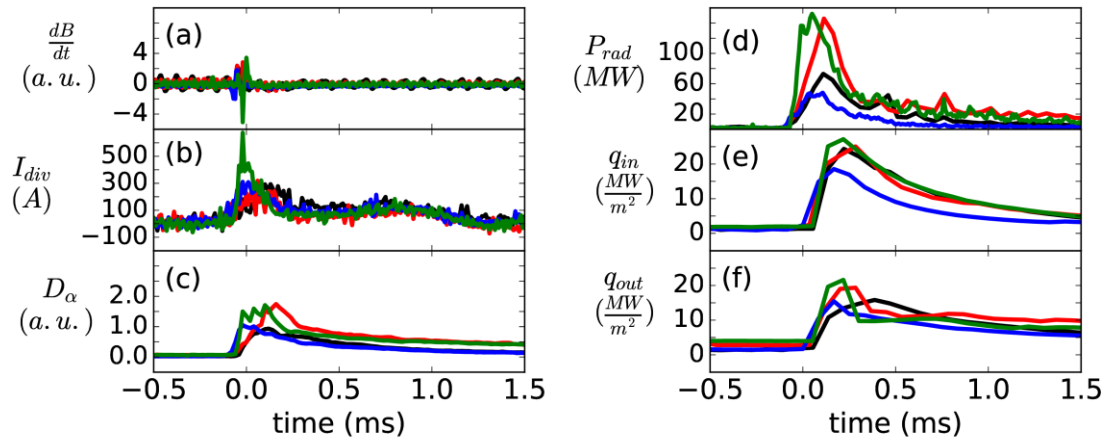 dB
dt
(a.u.)
(a)
4
0
−4
I_div
(A)
(b)
500
300
100
−100
D_α
(a.u.)
(c)
2.0
1.0
0.0
−0.5 0.0 0.5 1.0 1.5
time (ms)
P_rad
(MW)
(d)
100
60
20
q_in
(MW
m²)
(e)
20
10
0
q_out
(MW
m²)
(f)
20
10
0
−0.5 0.0 0.5 1.0 1.5
time (ms)